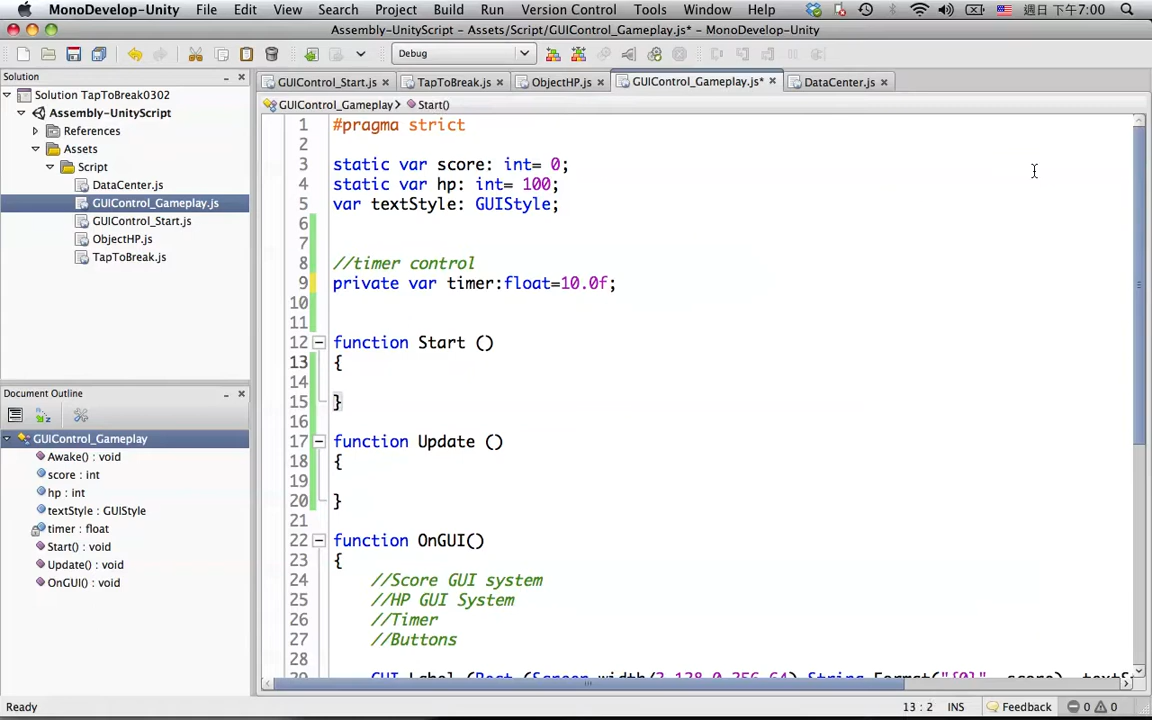 MonoDevelop-Unity File Edit View Search Project Build Run Version Control Tools Window Help 週日 下午7:00
Assembly-UnityScript - Assets/Script/GUIControl_Gameplay.js* - MonoDevelop-Unity
Debug
Solution
Solution TapToBreak0302
Assembly-UnityScript
References
Assets
Script
DataCenter.js
GUIControl_Gameplay.js
GUIControl_Start.js
ObjectHP.js
TapToBreak.js
Document Outline
GUIControl_Gameplay
Awake() : void
score : int
hp : int
textStyle : GUIStyle
timer : float
Start() : void
Update() : void
OnGUI() : void
GUIControl_Start.js TapToBreak.js ObjectHP.js GUIControl_Gameplay.js* DataCenter.js
GUIControl_Gameplay Start()
1 #pragma strict
2
3 static var score: int= 0;
4 static var hp: int= 100;
5 var textStyle: GUIStyle;
6
7
8 //timer control
9 private var timer:float=10.0f;
10
11
12 function Start ()
13 {
14
15 }
16
17 function Update ()
18 {
19
20 }
21
22 function OnGUI()
23 {
24 //Score GUI system
25 //HP GUI System
26 //Timer
27 //Buttons
28
Ready 13 : 2 INS Feedback 0 0